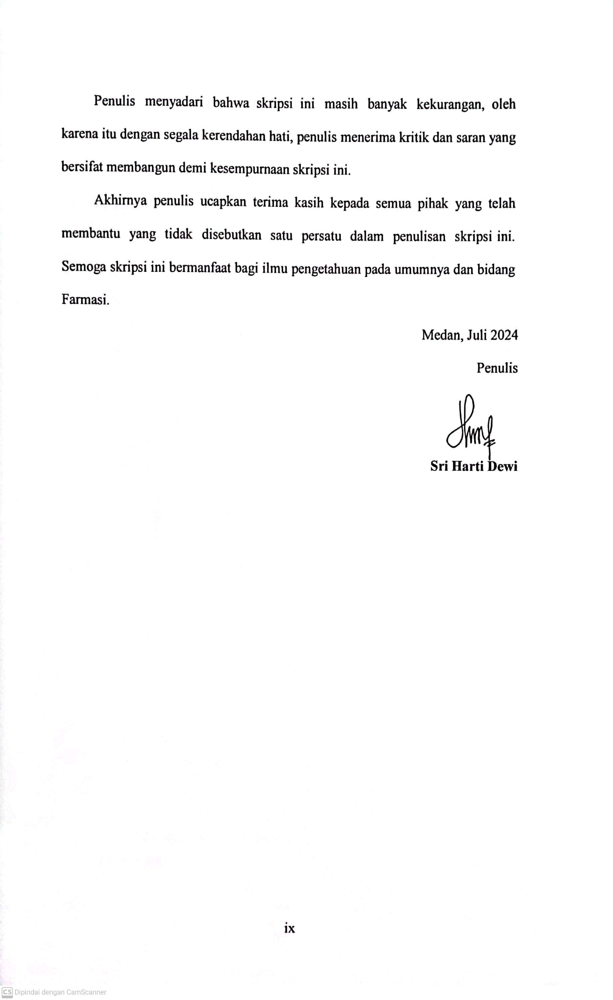 Penulis menyadari bahwa skripsi ini masih banyak kekurangan, oleh
karena itu dengan segala kerendahan hati, penulis menerima kritik dan saran yang
bersifat membangun demi kesempurnaan skripsi ini.
Akhirnya penulis ucapkan terima kasih kepada semua pihak yang telah
membantu yang tidak disebutkan satu persatu dalam penulisan skripsi ini.
Semoga skripsi ini bermanfaat bagi ilmu pengetahuan pada umumnya dan bidang
Farmasi.
Medan, Juli 2024
Penulis
Sri Harti Dewi
ix
CS Dipindai dengan CamScanner